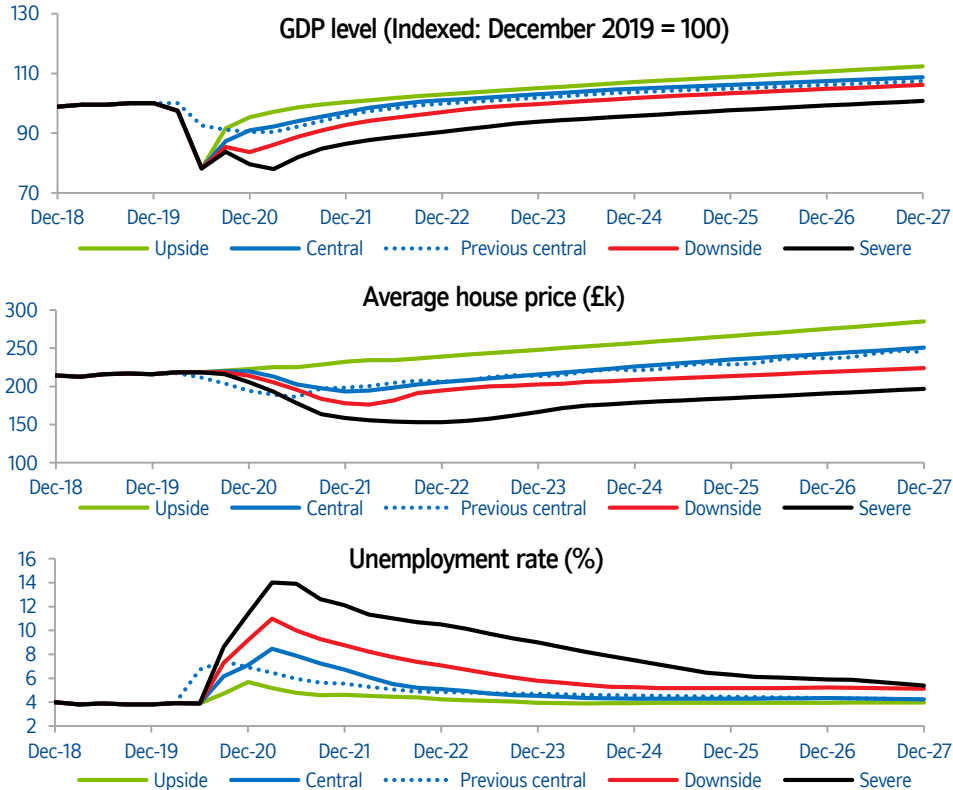 GDP level (Indexed: December 2019 = 100)
130
110
90
70
Dec-18 Dec-19 Dec-20 Dec-21 Dec-22 Dec-23 Dec-24 Dec-25 Dec-26 Dec-27
Upside Central Previous central Downside Severe
Average house price (£k)
300
250
200
150
100
Dec-18 Dec-19 Dec-20 Dec-21 Dec-22 Dec-23 Dec-24 Dec-25 Dec-26 Dec-27
Upside Central Previous central Downside Severe
Unemployment rate (%)
16
14
12
10
8
6
4
2
Dec-18 Dec-19 Dec-20 Dec-21 Dec-22 Dec-23 Dec-24 Dec-25 Dec-26 Dec-27
Upside Central Previous central Downside Severe